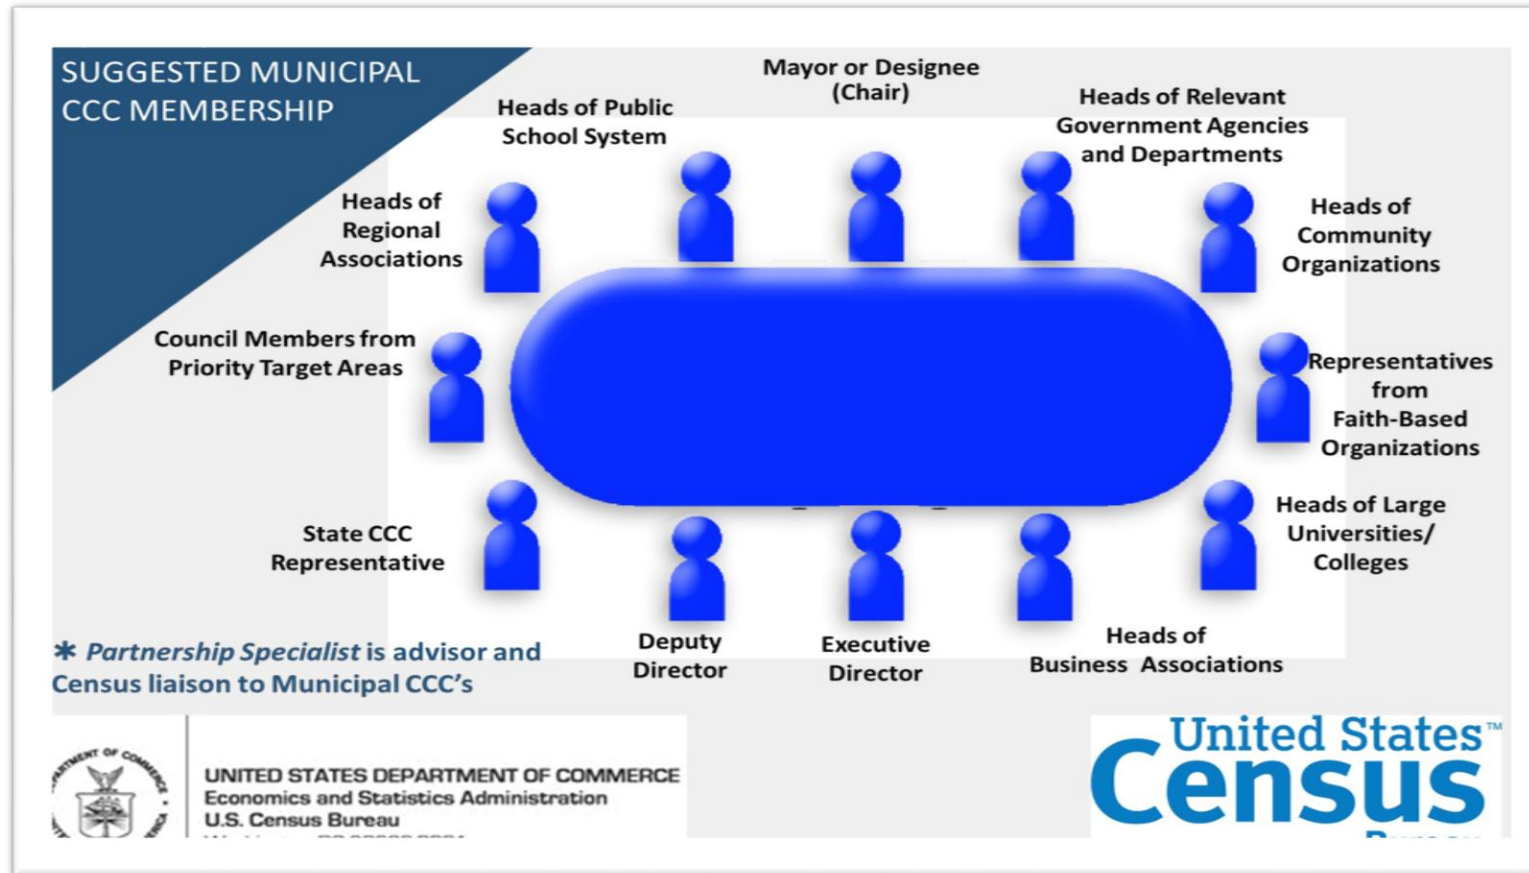 SUGGESTED MUNICIPAL
CCC MEMBERSHIP
Mayor or Designee
(Chair)
Heads of Public
School System
Heads of Relevant
Government Agencies
and Departments
Heads of
Regional
Associations
Heads of
Community
Organizations
Council Members from
Priority Target Areas
Representatives
from
Faith-Based
Organizations
State CCC
Representative
Heads of Large
Universities/
Colleges
Deputy
Director
Executive
Director
Heads of
Business Associations
* Partnership Specialist is advisor and
Census liaison to Municipal CCC's
UNITED STATES DEPARTMENT OF COMMERCE
Economics and Statistics Administration
U.S. Census Bureau
United States™
Census